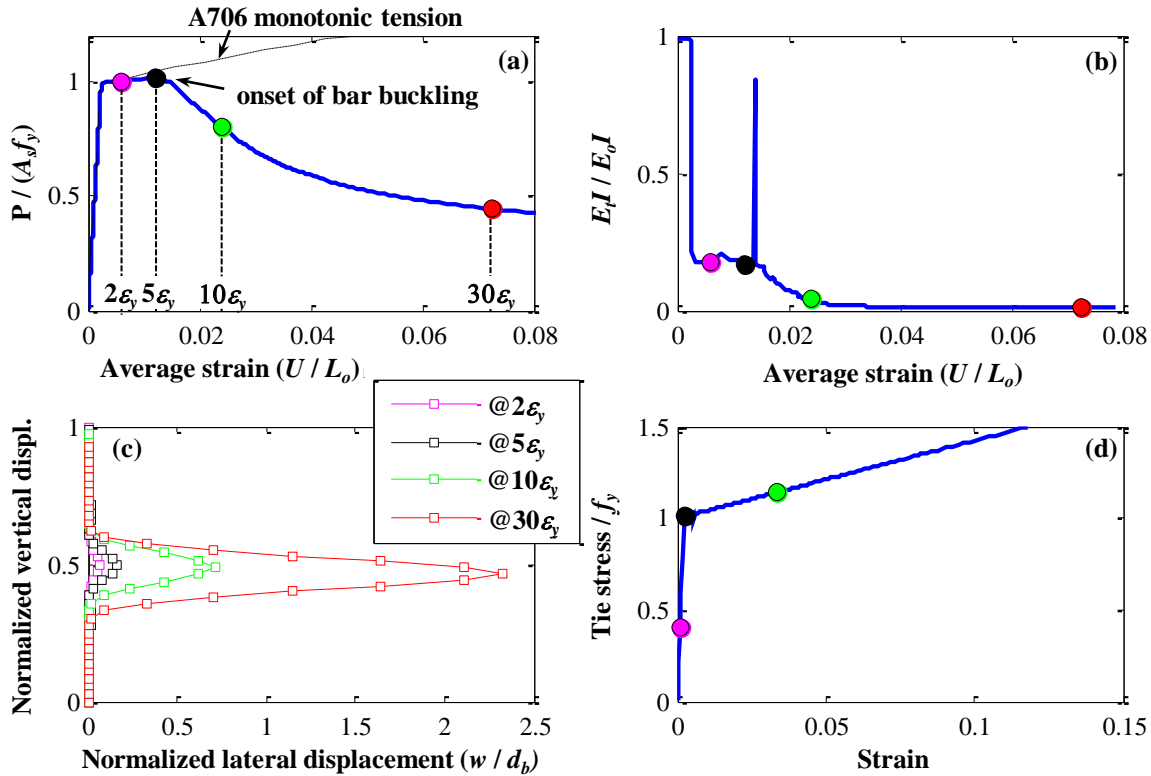 A706 monotonic tension
(a)
onset of bar buckling
P / (A_s f_y)
1
0.5
0
2ε_y 5ε_y 10ε_y 30ε_y
0 0.02 0.04 0.06 0.08
Average strain (U / L_o)
(b)
E_tI / E_oI
1
0.5
0
0 0.02 0.04 0.06 0.08
Average strain (U / L_o)
(c)
@2ε_y
@5ε_y
@10ε_y
@30ε_y
Normalized vertical displ.
1
0.5
0
0 0.5 1 1.5 2 2.5
Normalized lateral displacement (w / d_b)
(d)
Tie stress / f_y
1.5
1
0.5
0
0 0.05 0.1 0.15
Strain